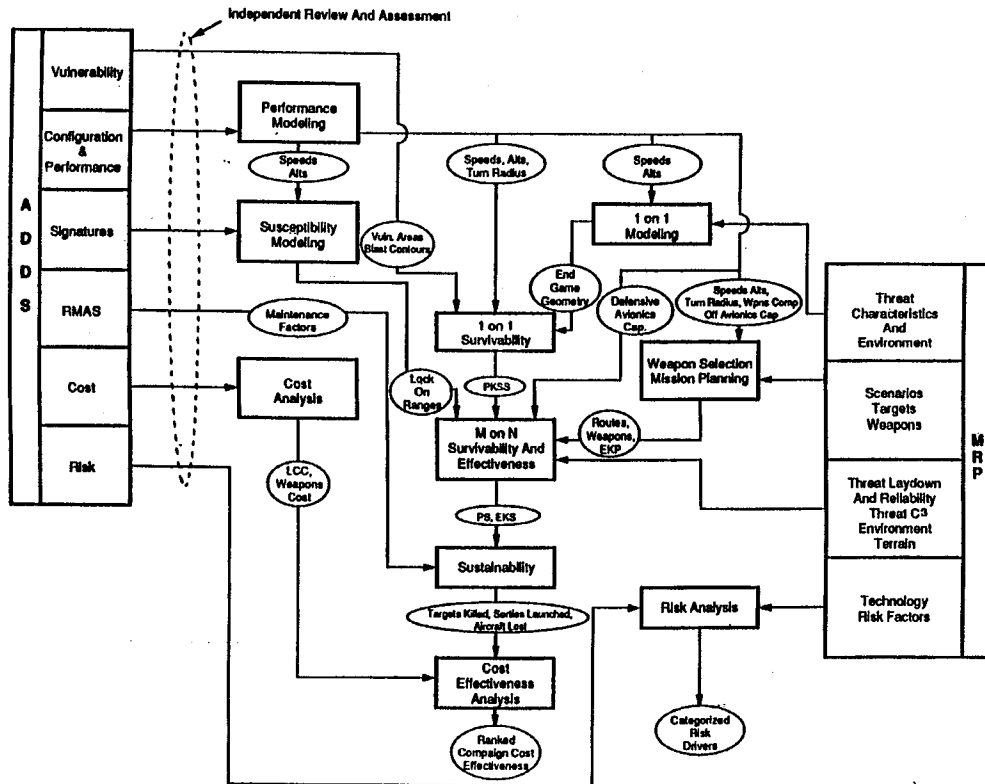 Independent Review And Assessment
A
D
D
S
Vulnerability
Configuration
&
Performance
Signatures
RMAS
Cost
Risk
Performance
Modeling
Speeds
Alts
Susceptibility
Modeling
Maintenance
Factors
Cost
Analysis
LCC,
Weapons
Cost
Vuln. Areas
Blast Contours
Speeds, Alts,
Turn Radius
Speeds
Alts
1 on 1
Modeling
End
Game
Geometry
Defensive
Avionics
Cap.
Speeds Alts,
Turn Radius, Wpns Comp
Off Avionics Cap
1 on 1
Survivability
Weapon Selection
Mission Planning
PKSS
Lock
On
Ranges
M on N
Survivability And
Effectiveness
Routes,
Weapons,
EKP
PS, EKS
Sustainability
Targets Killed, Sorties Launched,
Aircraft Lost
Cost
Effectiveness
Analysis
Ranked
Compaign Cost
Effectiveness
Risk Analysis
Categorized
Risk
Drivers
Threat
Characteristics
And
Environment
Scenarios
Targets
Weapons
Threat Laydown
And Reliability
Threat C³
Environment
Terrain
Technology
Risk Factors
M
R
P